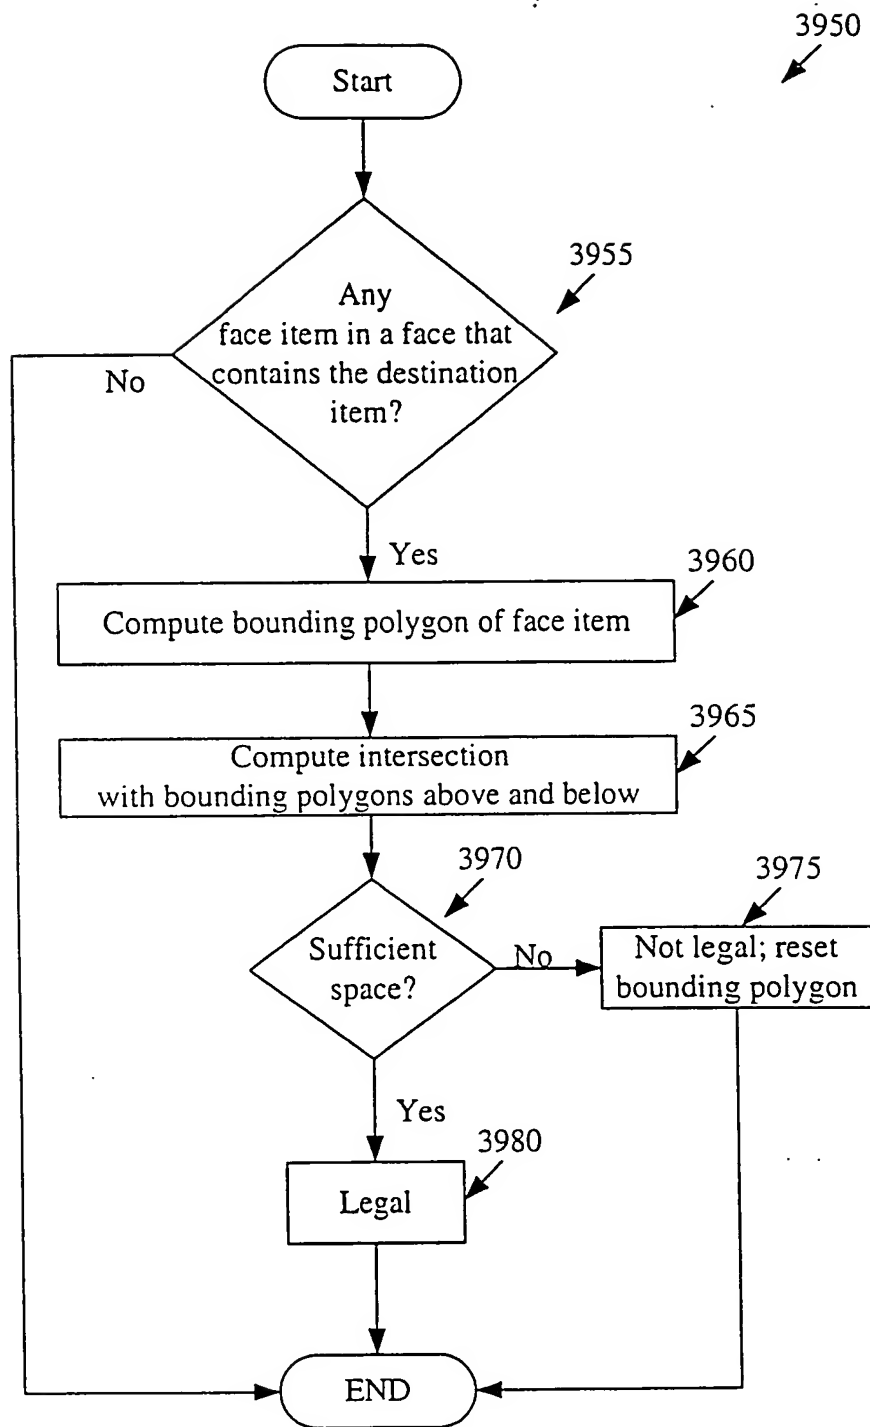 3950
Start
3955
Any
face item in a face that
contains the destination
item?
No
Yes
3960
Compute bounding polygon of face item
3965
Compute intersection
with bounding polygons above and below
3970
3975
Sufficient
space?
No
Not legal; reset
bounding polygon
Yes
3980
Legal
END